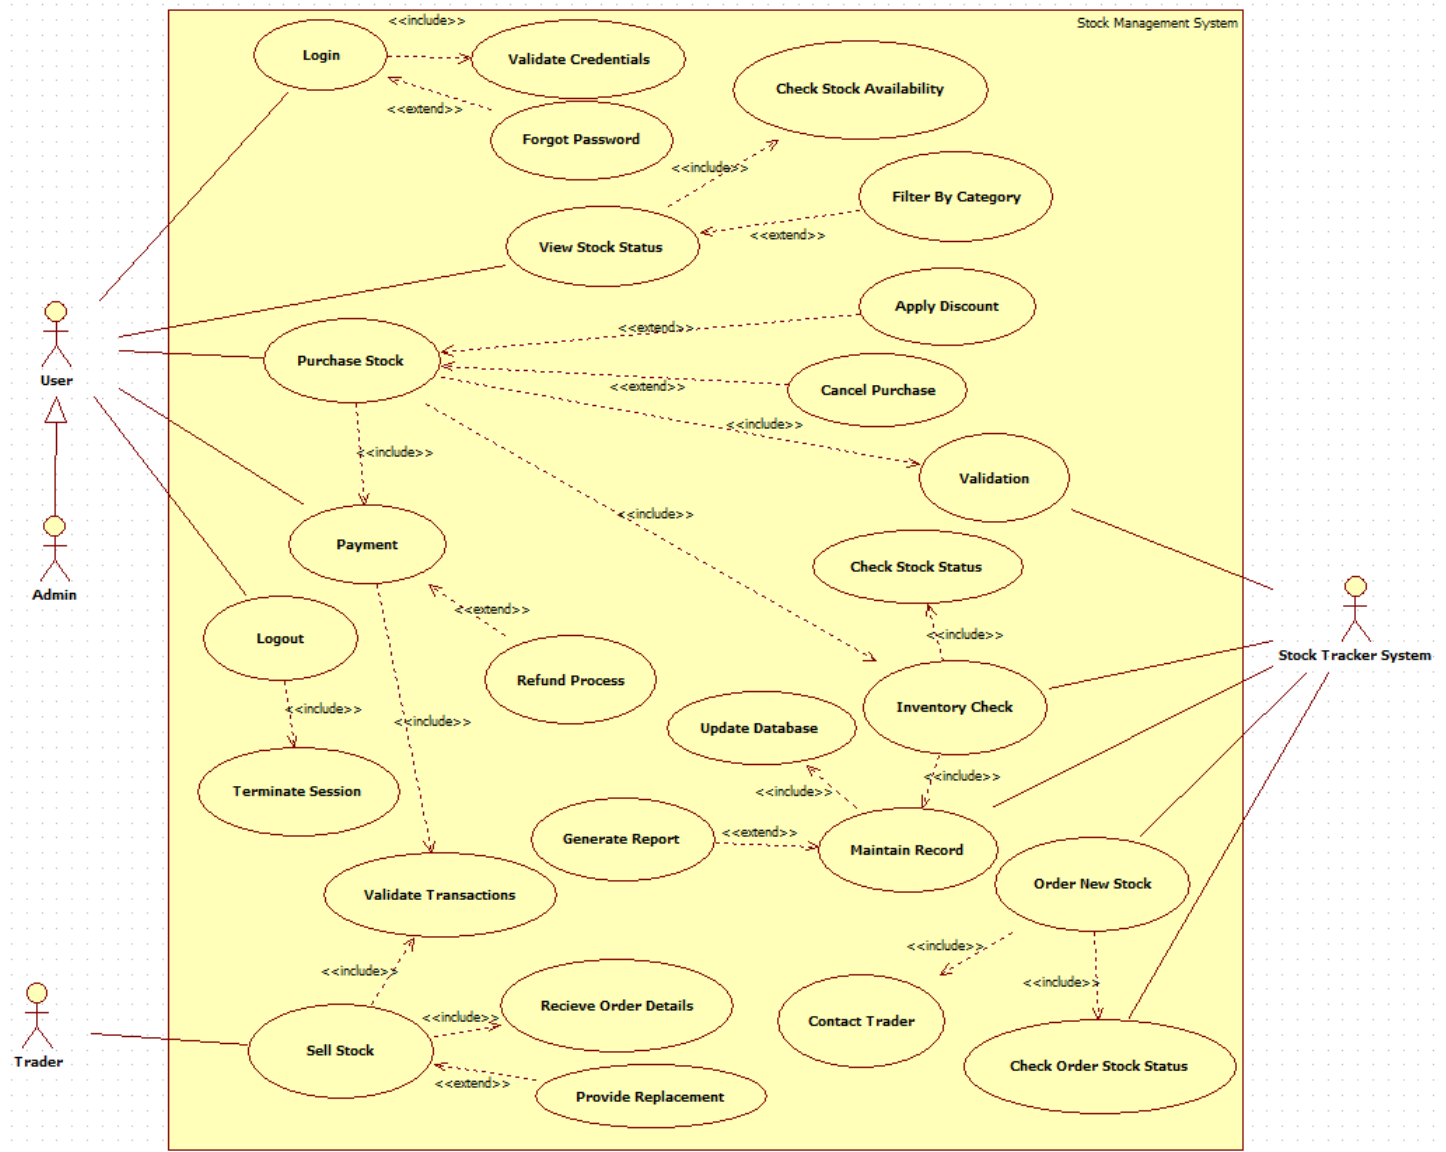 Stock Management System
<<include>>
Login
Validate Credentials
<<extend>>
Forgot Password
Check Stock Availability
<<include>>
Filter By Category
<<extend>>
View Stock Status
Apply Discount
<<extend>>
Purchase Stock
User
<<extend>>
Cancel Purchase
<<include>>
<<include>>
Validation
<<include>>
Payment
Check Stock Status
Admin
<<extend>>
<<include>>
Logout
Stock Tracker System
Refund Process
<<include>>
Inventory Check
<<include>>
Update Database
<<include>>
Terminate Session
<<include>>
<<extend>>
Generate Report
Maintain Record
Validate Transactions
Order New Stock
<<include>>
<<include>>
<<include>>
Recieve Order Details
<<include>>
Contact Trader
Sell Stock
Trader
Check Order Stock Status
<<extend>>
Provide Replacement